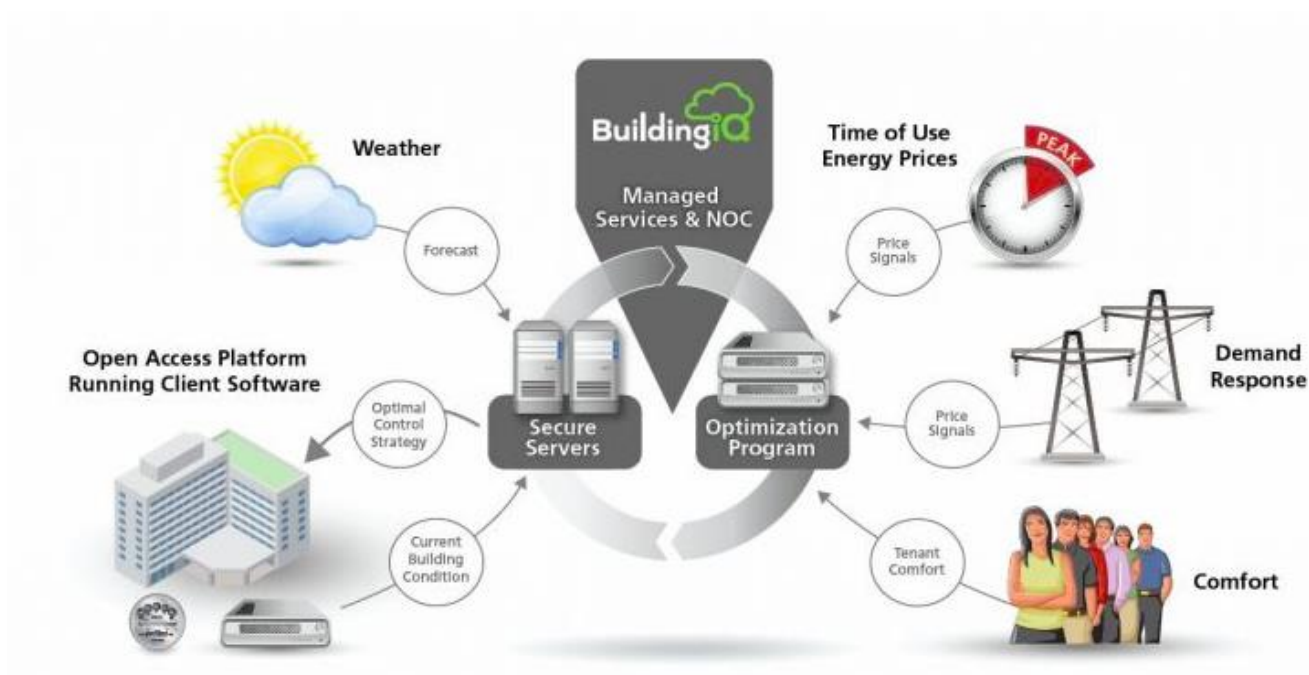 BuildingiQ
Managed
Services & NOC
Weather
Forecast
Time of Use
Energy Prices
PEAK
Price
Signals
Open Access Platform
Running Client Software
Optimal
Control
Strategy
Secure
Servers
Optimization
Program
Price
Signals
Demand
Response
Current
Building
Condition
Tenant
Comfort
Comfort